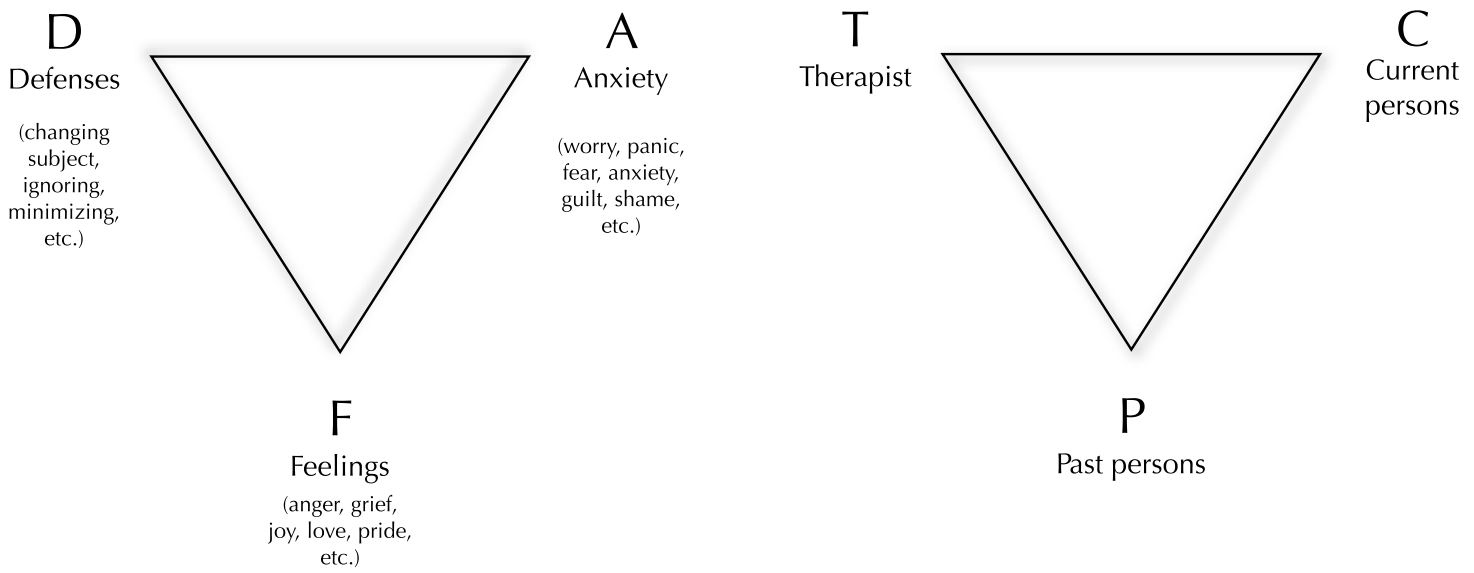 D
Defenses
(changing
subject,
ignoring,
minimizing,
etc.)
A
Anxiety
(worry, panic,
fear, anxiety,
guilt, shame,
etc.)
F
Feelings
(anger, grief,
joy, love, pride,
etc.)
T
Therapist
C
Current
persons
P
Past persons